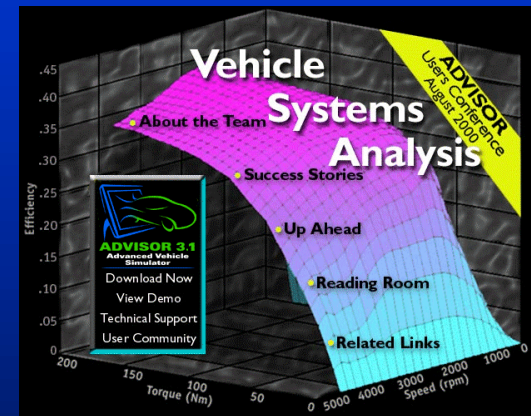 Vehicle
Systems
Analysis
ADVISOR
Users Conference
August 2000
About the Team
Success Stories
Up Ahead
Reading Room
Related Links
ADVISOR 3.1
Advanced Vehicle
Simulator
Download Now
View Demo
Technical Support
User Community
Efficiency
.45
.40
.35
.30
.25
.20
.15
.10
.05
0
200
150
100
50
0
Torque (Nm)
5000
4000
3000
2000
1000
0
Speed (rpm)